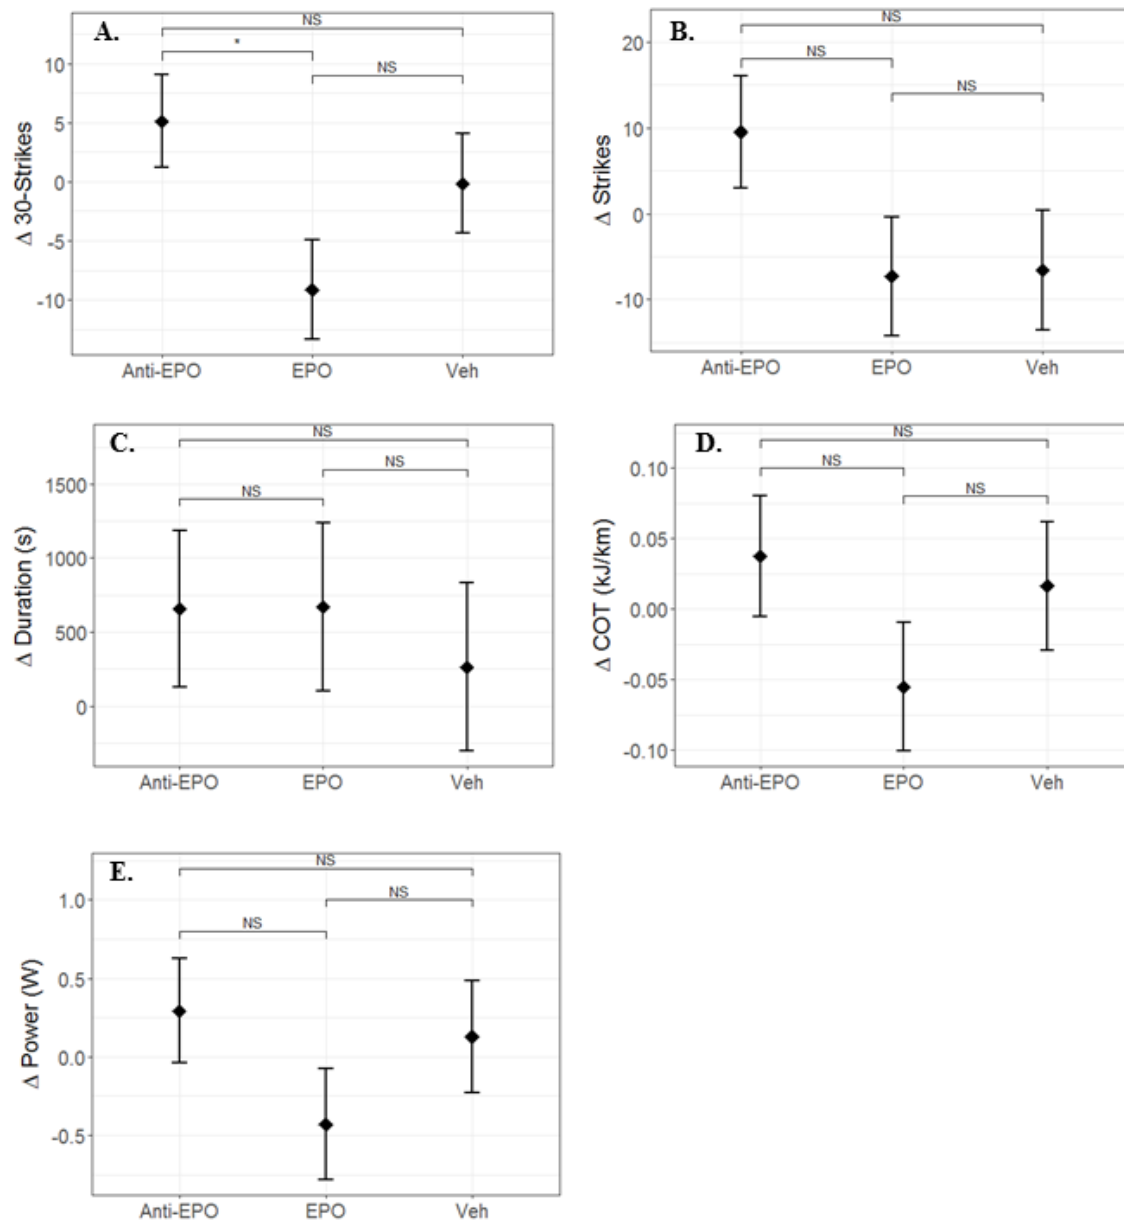 A.
NS
*
NS
10
5
0
-5
-10
Δ 30-Strikes
Anti-EPO EPO Veh
B.
NS
NS
NS
20
10
0
-10
Δ Strikes
Anti-EPO EPO Veh
C.
NS
NS
NS
1500
1000
500
0
Δ Duration (s)
Anti-EPO EPO Veh
D.
NS
NS
NS
0.10
0.05
0.00
-0.05
-0.10
Δ COT (kJ/km)
Anti-EPO EPO Veh
E.
NS
NS
NS
1.0
0.5
0.0
-0.5
Δ Power (W)
Anti-EPO EPO Veh